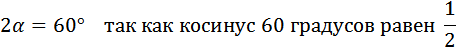 2α = 60° так как косинус 60 градусов равен 1/2